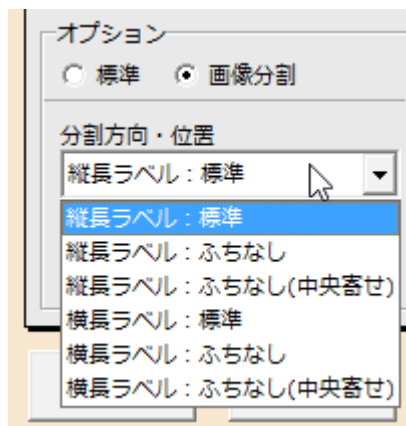 オプション
標準 画像分割
分割方向・位置
縦長ラベル：標準
縦長ラベル：標準
縦長ラベル：ふちなし
縦長ラベル：ふちなし(中央寄せ)
横長ラベル：標準
横長ラベル：ふちなし
横長ラベル：ふちなし(中央寄せ)